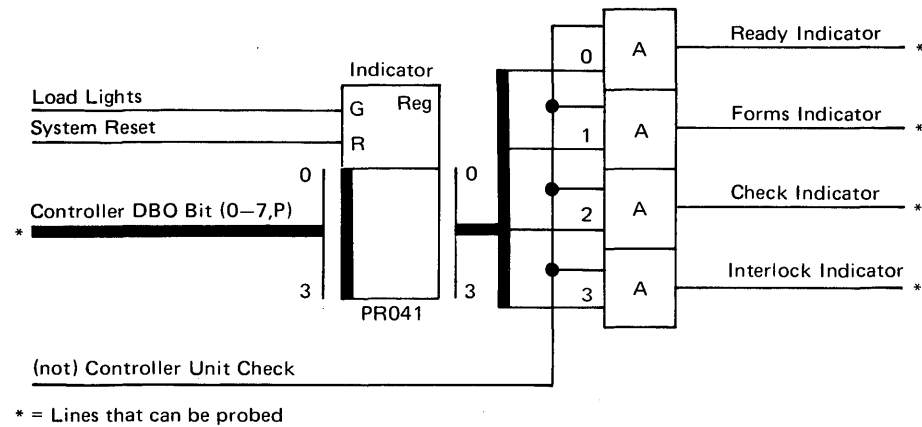 Ready Indicator
*
A
0
Indicator
Load Lights
G
Reg
Forms Indicator
*
System Reset
1
A
R
0
0
Check Indicator
Controller DBO Bit (0–7,P)
*
2
A
*
Interlock Indicator
3
3
3
A
*
PR041
(not) Controller Unit Check
* = Lines that can be probed